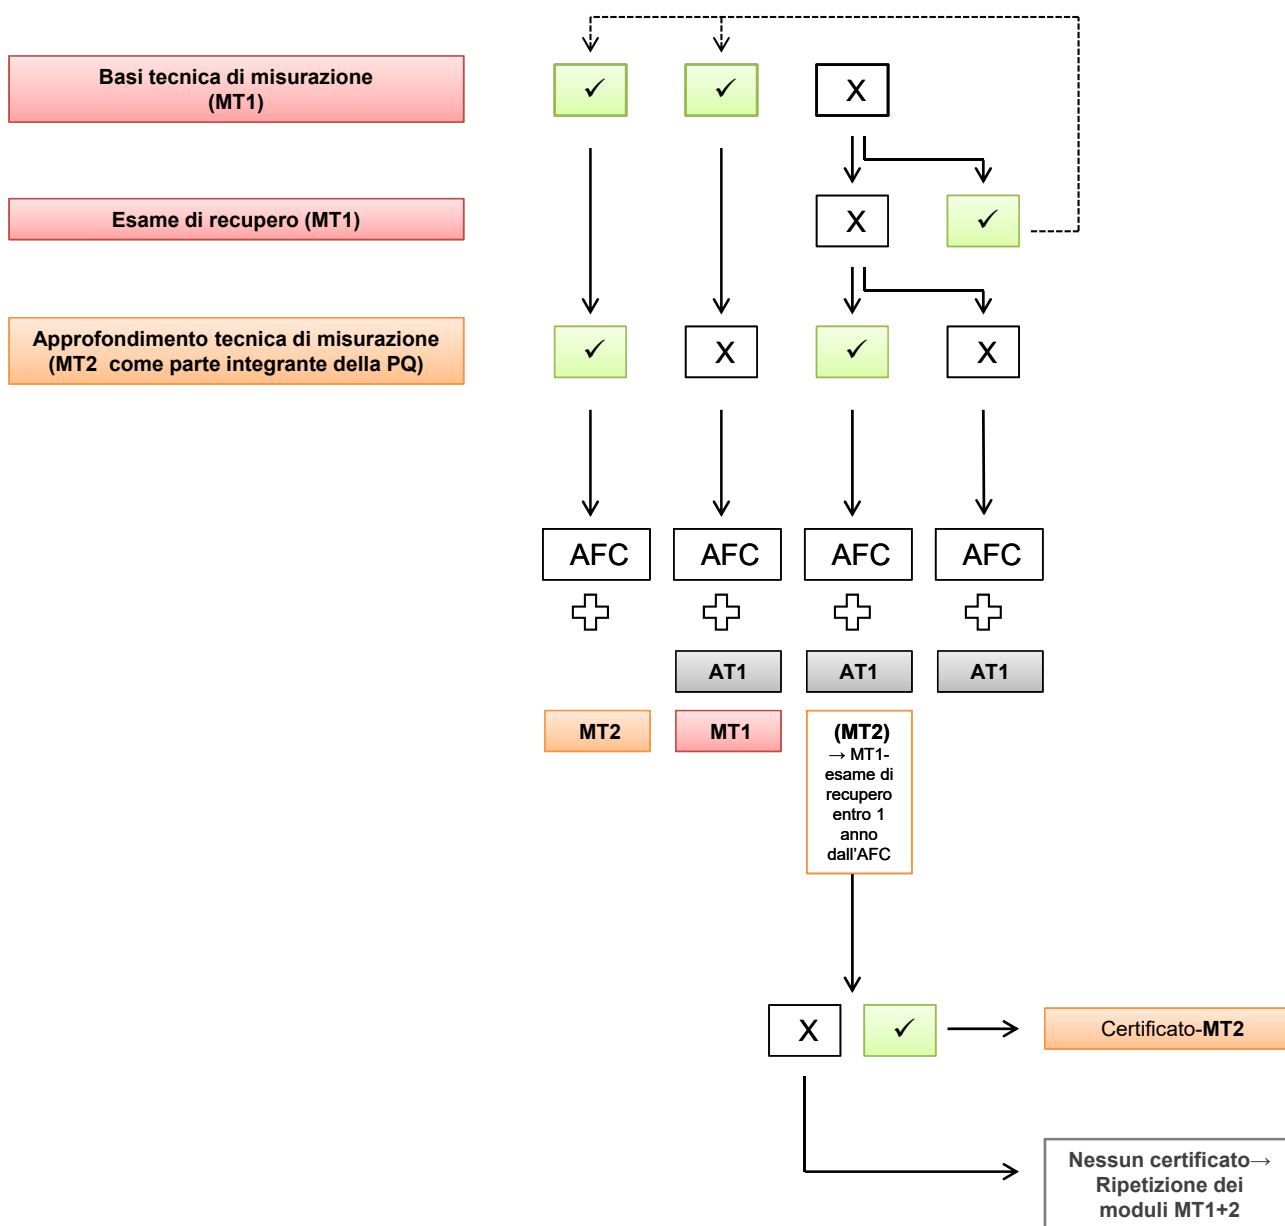 Basi tecnica di misurazione
(MT1)
✓
✓
X
Esame di recupero (MT1)
X
✓
Approfondimento tecnica di misurazione
(MT2 come parte integrante della PQ)
✓
X
✓
X
AFC
AFC
AFC
AFC
AT1
AT1
AT1
MT2
MT1
(MT2)
→ MT1-
esame di
recupero
entro 1
anno
dall'AFC
X
✓
Certificato-MT2
Nessun certificato→
Ripetizione dei
moduli MT1+2